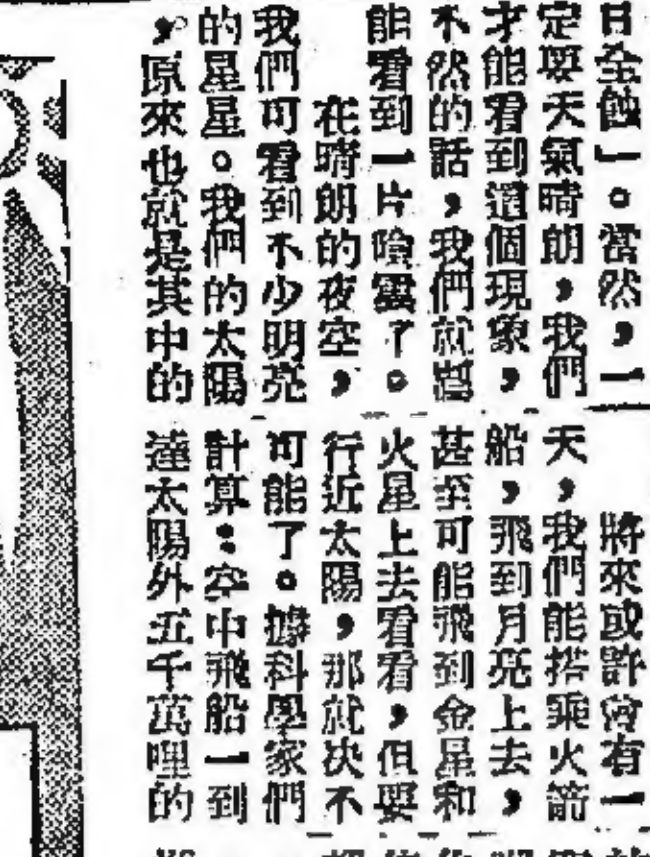 日全蝕」。當然,一
定要天氣晴朗,我們
才能看到這個現象,
不然的話,我們就
能看到一片陰雲了。
在晴朗的夜空,
我們可看到不少明亮
的星星。我們的太陽
,原來也就是其中的
將來或許會有一
天,我們能搭乘火箭
船,飛到月亮上去,
甚至可能飛到金星和
火星上去看看,但要
行近太陽,那就決不
可能了。據科學家們
計算:空中飛船一到
達太陽外五千萬哩的